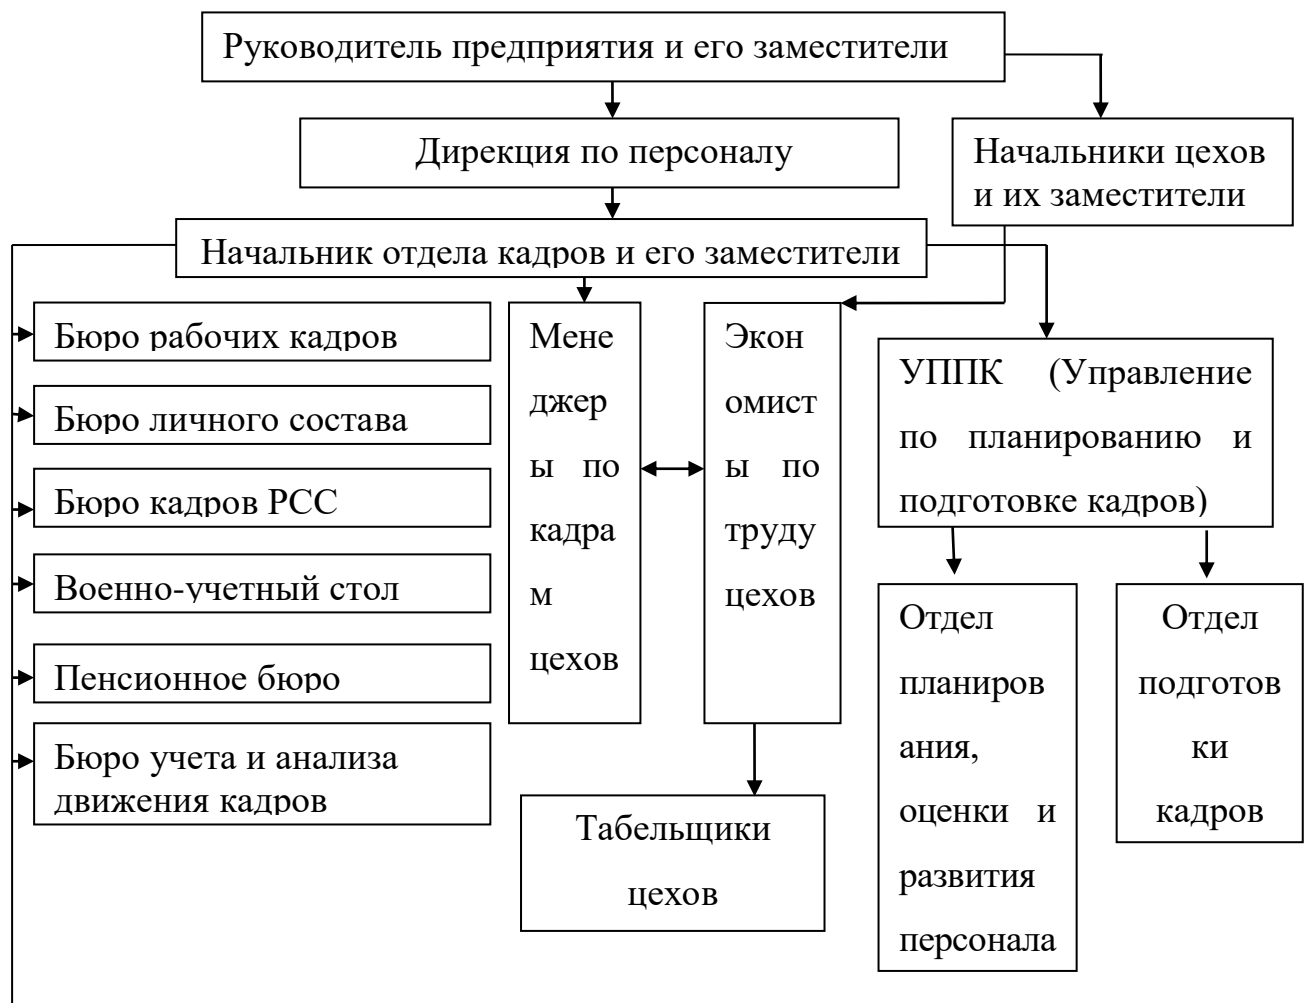 Руководитель предприятия и его заместители
Дирекция по персоналу
Начальники цехов
и их заместители
Начальник отдела кадров и его заместители
Бюро рабочих кадров
Бюро личного состава
Бюро кадров РСС
Военно-учетный стол
Пенсионное бюро
Бюро учета и анализа
движения кадров
Мене
джер
ы по
кадра
м
цехов
Экон
омист
ы по
труду
цехов
Табельщики
цехов
УППК (Управление
по планированию и
подготовке кадров)
Отдел
планиров
ания,
оценки и
развития
персонала
Отдел
подготов
ки
кадров